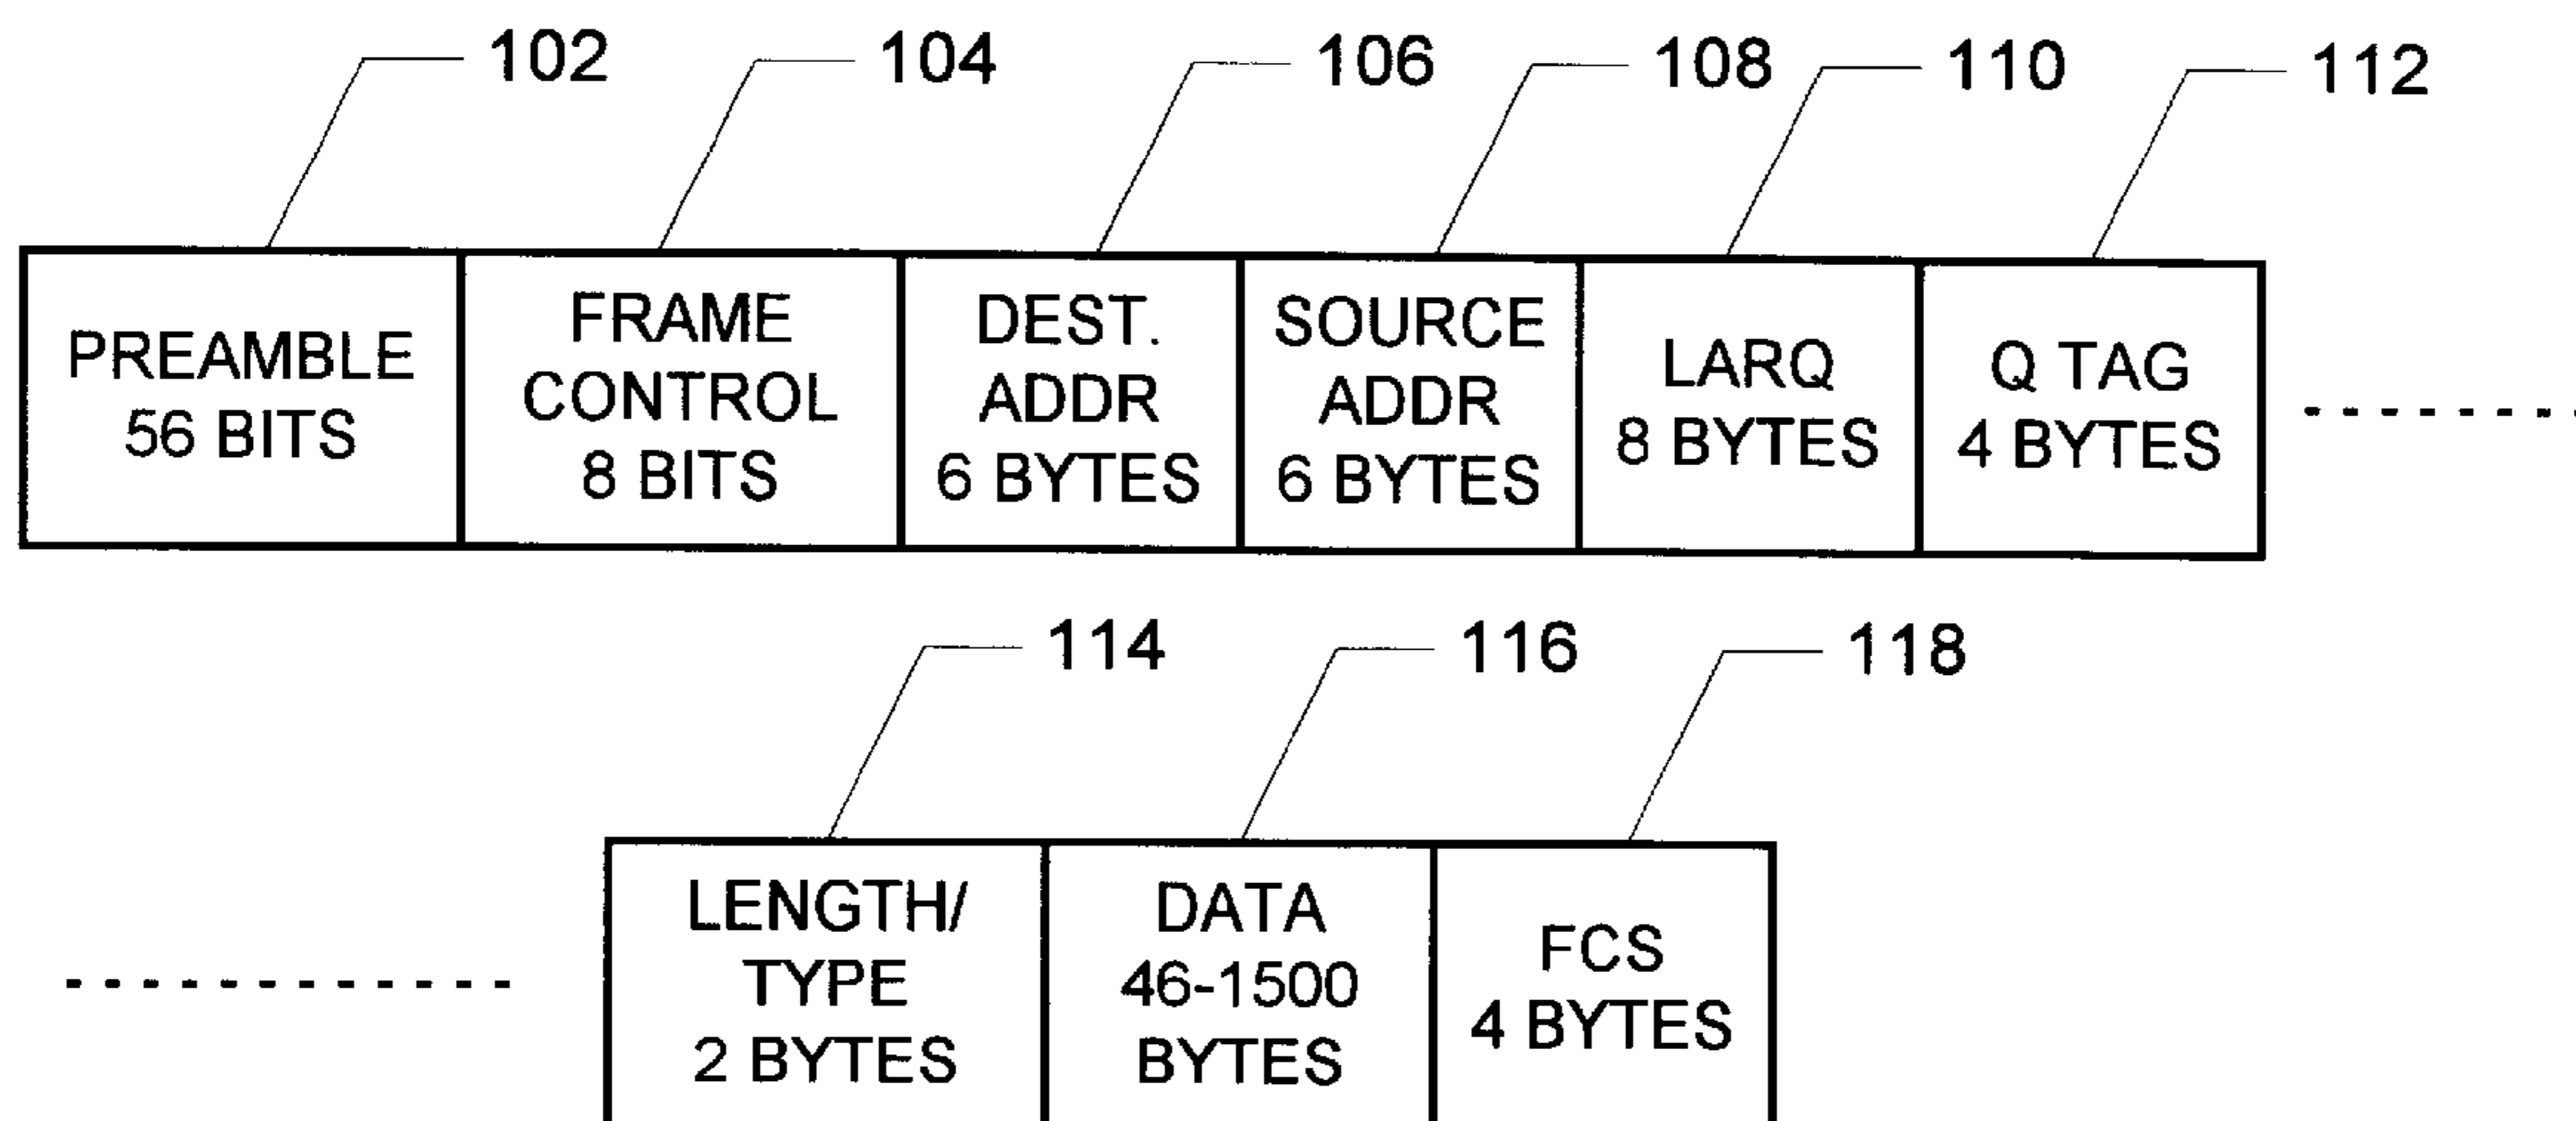 102
104
106
108
110
112
PREAMBLE
56 BITS
FRAME
CONTROL
8 BITS
DEST.
ADDR
6 BYTES
SOURCE
ADDR
6 BYTES
LARQ
8 BYTES
Q TAG
4 BYTES
114
116
118
LENGTH/
TYPE
2 BYTES
DATA
46-1500
BYTES
FCS
4 BYTES